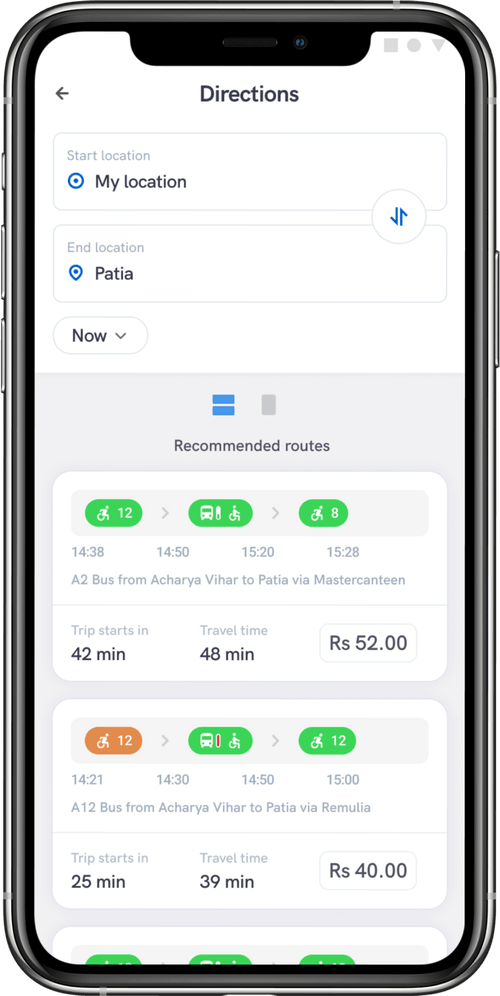 Directions
Start location
My location
End location
Patia
Now
Recommended routes
12 8
14:38 14:50 15:20 15:28
A2 Bus from Acharya Vihar to Patia via Mastercanteen
Trip starts in Travel time
42 min 48 min Rs 52.00
12 12
14:21 14:30 14:50 15:00
A12 Bus from Acharya Vihar to Patia via Remulia
Trip starts in Travel time
25 min 39 min Rs 40.00